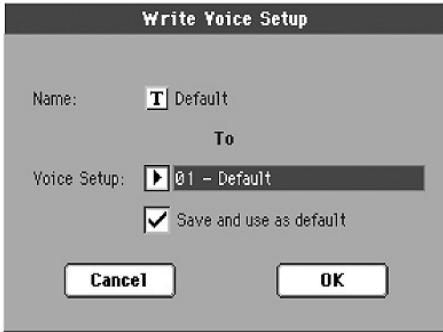 Write Voice Setup
Name: T Default
To
Voice Setup: 01 - Default
Save and use as default
Cancel OK